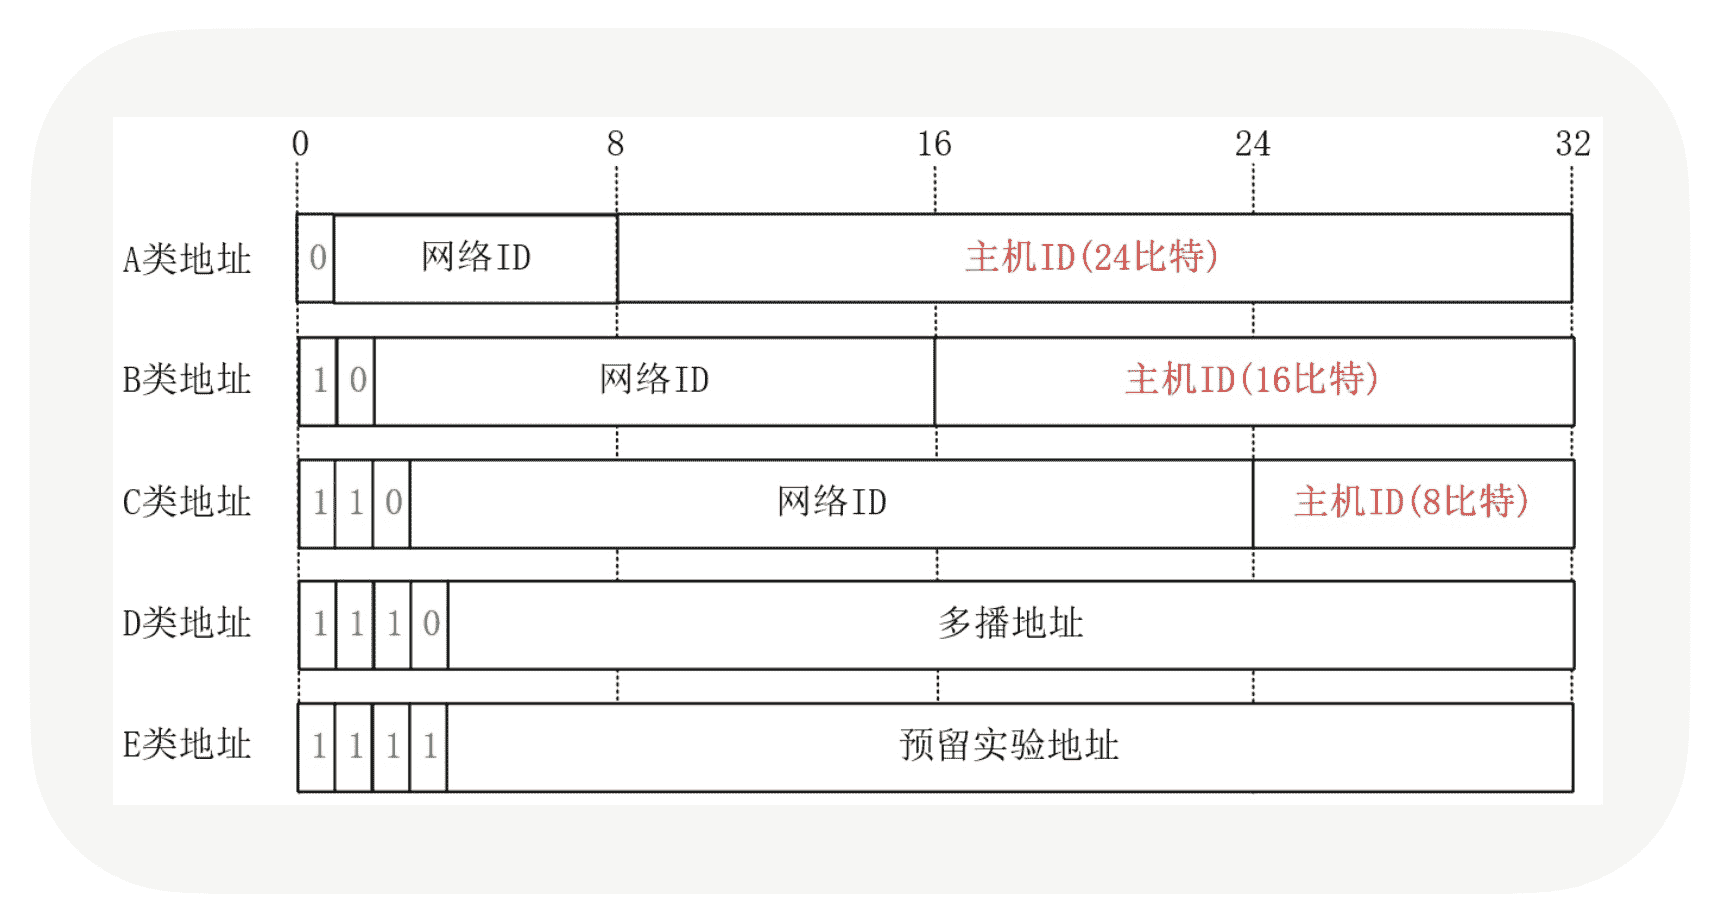 0 8 16 24 32
A类地址 0 网络ID 主机ID(24比特)
B类地址 1 0 网络ID 主机ID(16比特)
C类地址 1 1 0 网络ID 主机ID(8比特)
D类地址 1 1 1 0 多播地址
E类地址 1 1 1 1 预留实验地址